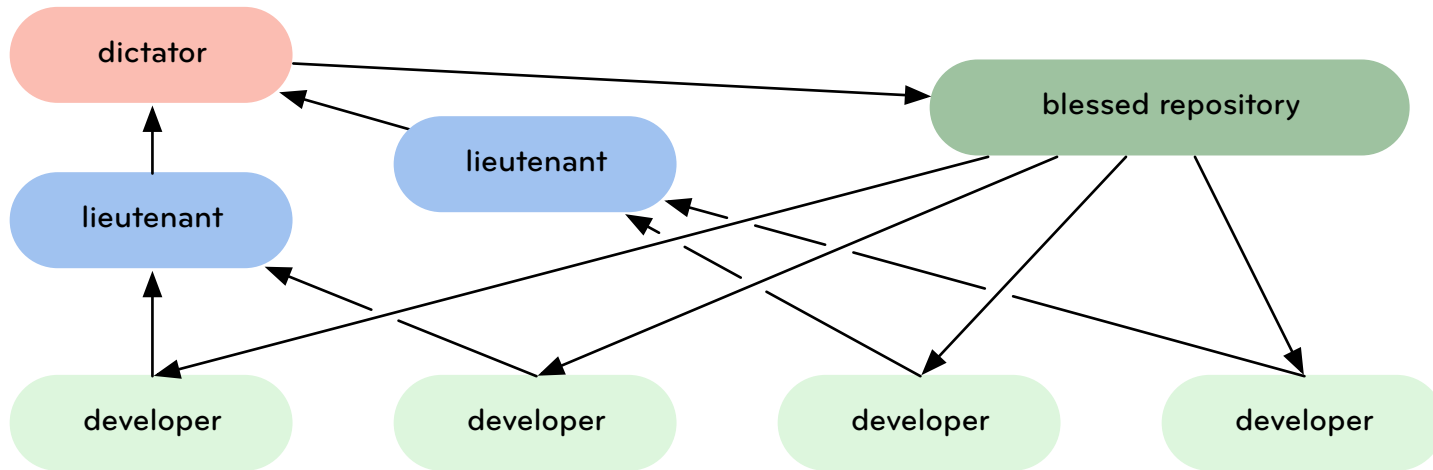 dictator
blessed repository
lieutenant
lieutenant
developer
developer
developer
developer